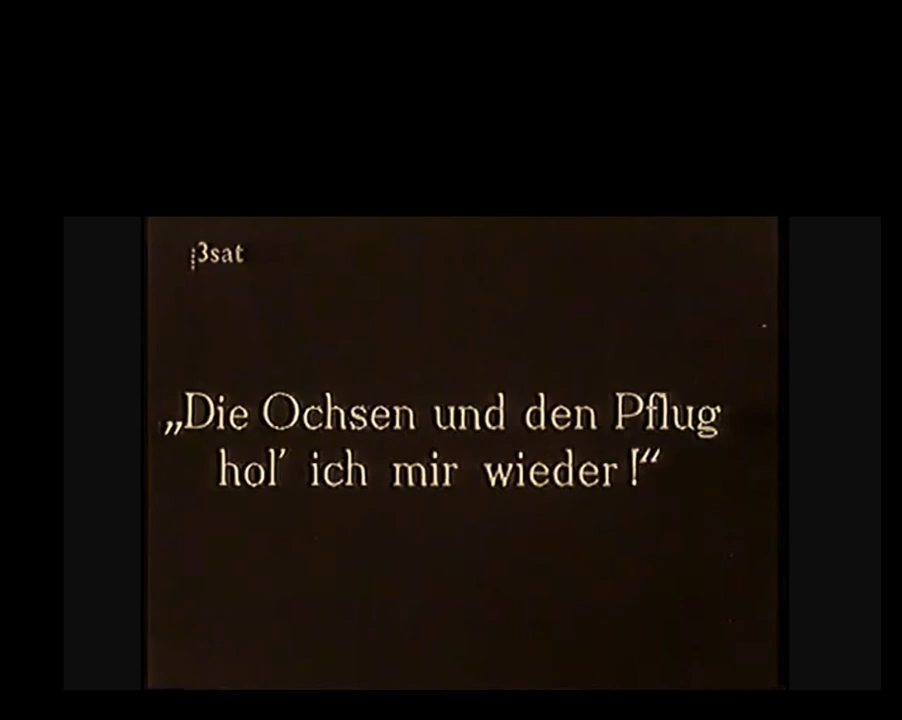 3sat
„Die Ochsen und den Pflug
hol' ich mir wieder!“